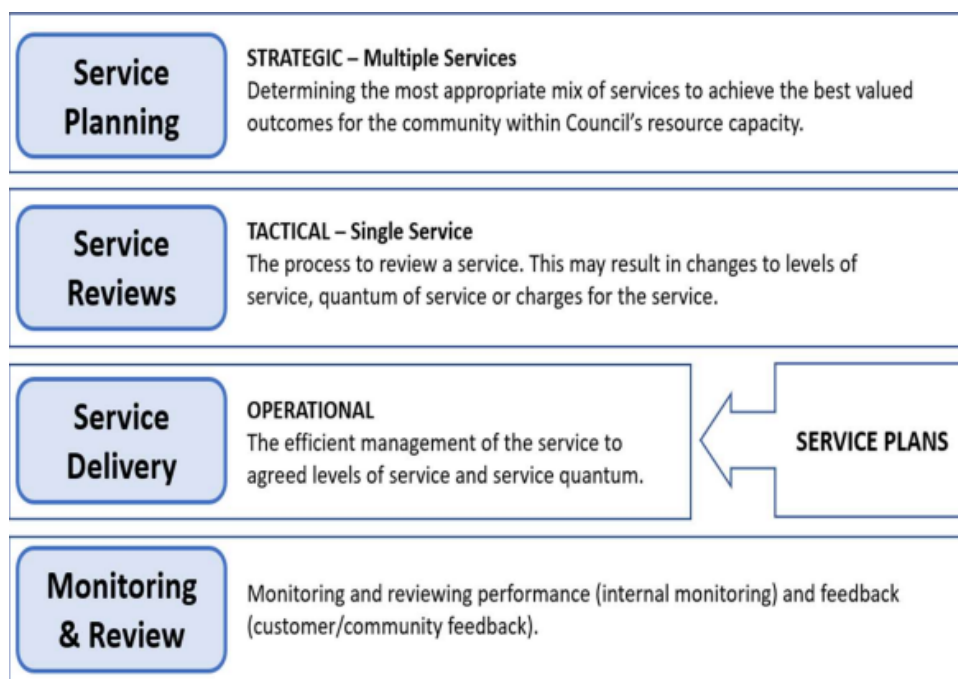 Service
Planning
STRATEGIC – Multiple Services
Determining the most appropriate mix of services to achieve the best valued
outcomes for the community within Council's resource capacity.
Service
Reviews
TACTICAL – Single Service
The process to review a service. This may result in changes to levels of
service, quantum of service or charges for the service.
Service
Delivery
OPERATIONAL
The efficient management of the service to
agreed levels of service and service quantum.
SERVICE PLANS
Monitoring
& Review
Monitoring and reviewing performance (internal monitoring) and feedback
(customer/community feedback).